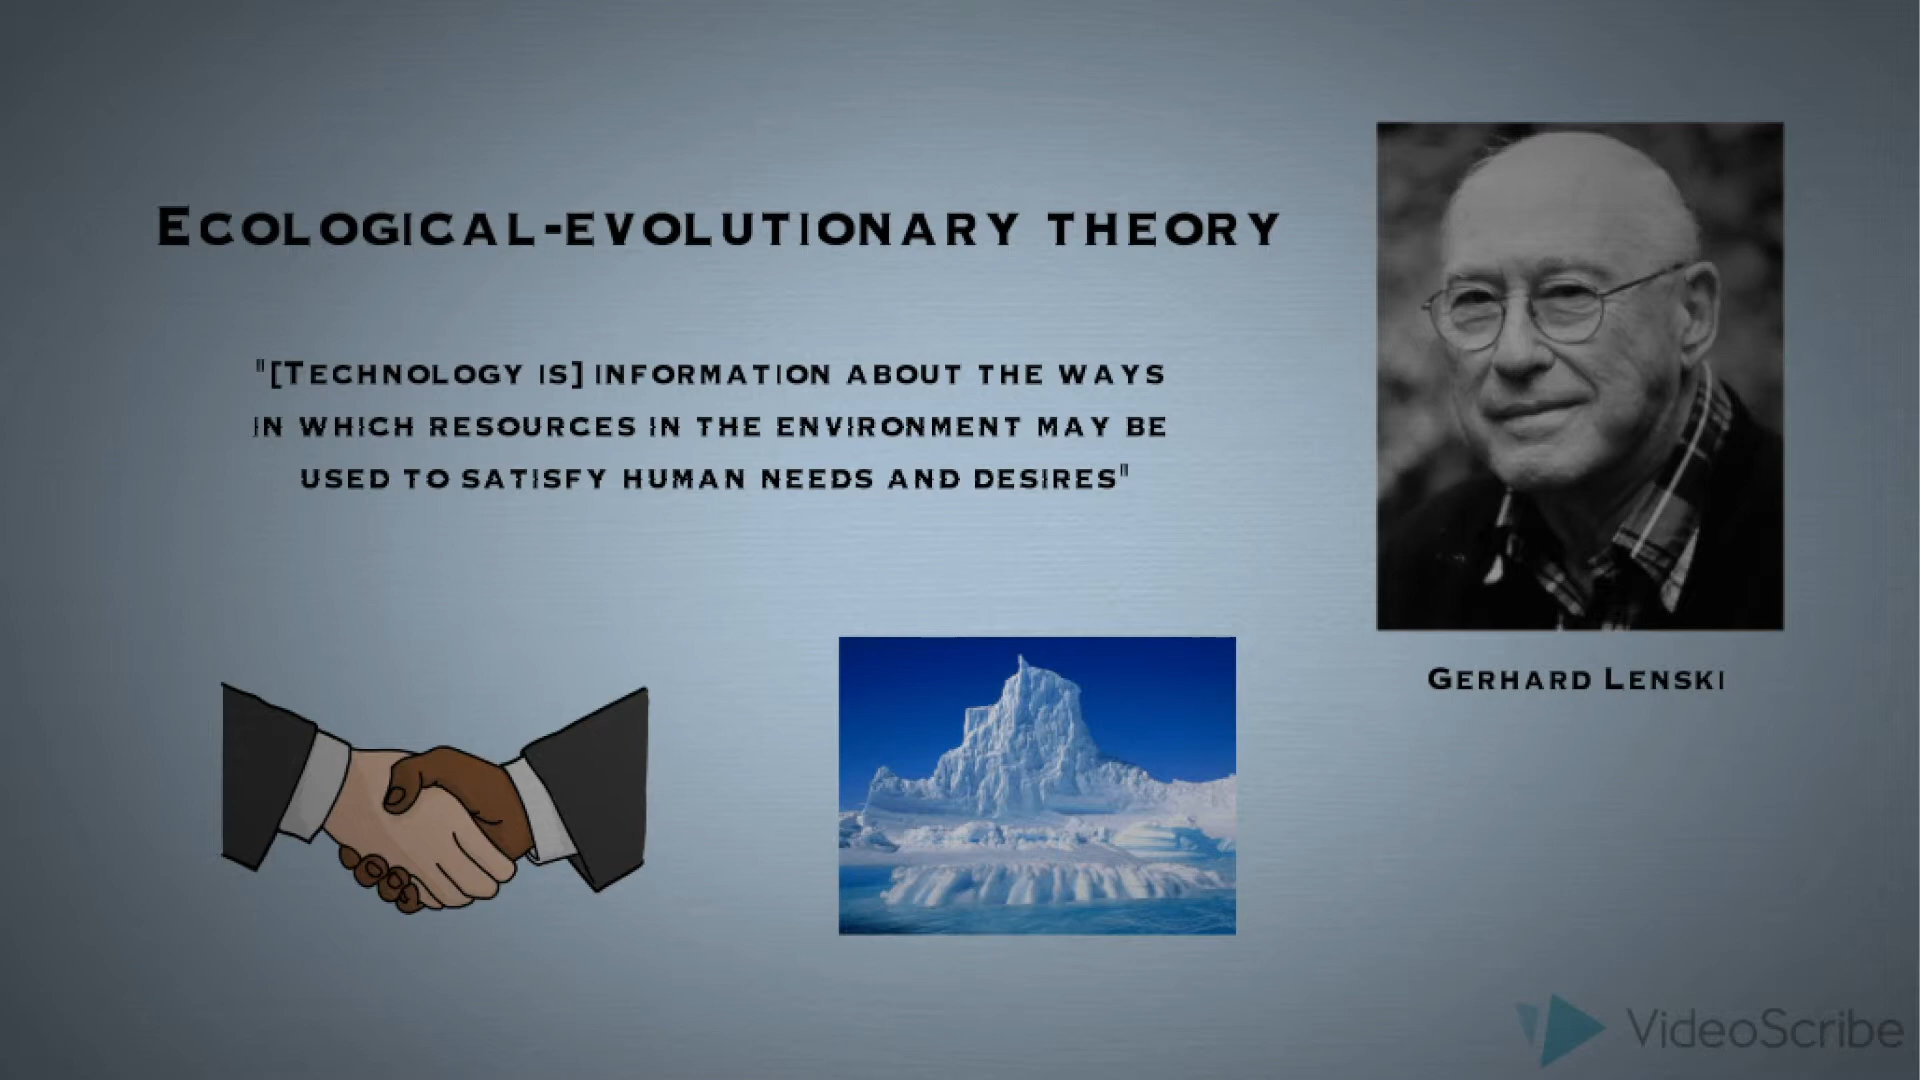 Ecological-evolutionary theory
"[Technology is] information about the ways
in which resources in the environment may be
used to satisfy human needs and desires"
Gerhard Lenski
VideoScribe